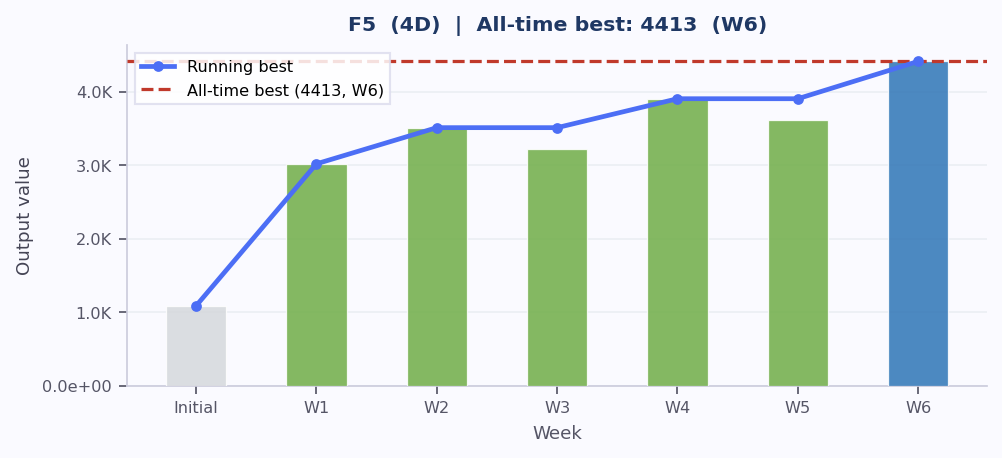 F5  (4D)  |  All-time best: 4413  (W6)
Running best
All-time best (4413, W6)
Output value
4.0K
3.0K
2.0K
1.0K
0.0e+00
Initial
W1
W2
W3
W4
W5
W6
Week